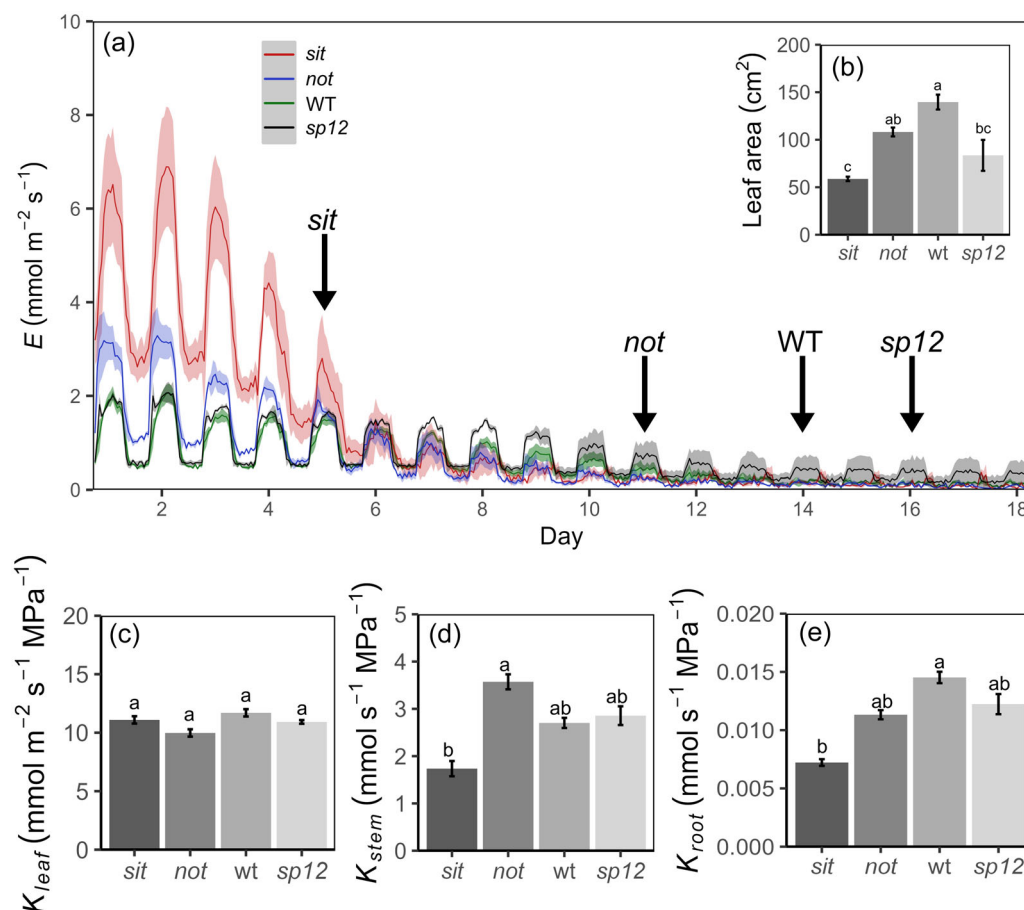 (a)
sit
not
WT
sp12
E (mmol m⁻² s⁻¹)
10
8
6
4
2
0
sit
not
WT
sp12
2 4 6 8 10 12 14 16 18
Day
(b)
Leaf area (cm²)
200
150
100
50
0
c
ab
a
bc
sit not wt sp12
(c)
K leaf (mmol m⁻² s⁻¹ MPa⁻¹)
20
15
10
5
0
a
a
a
a
sit not wt sp12
(d)
K stem (mmol s⁻¹ MPa⁻¹)
5
4
3
2
1
0
b
a
ab
ab
sit not wt sp12
(e)
K root (mmol s⁻¹ MPa⁻¹)
0.020
0.015
0.010
0.005
0.000
b
ab
a
ab
sit not wt sp12